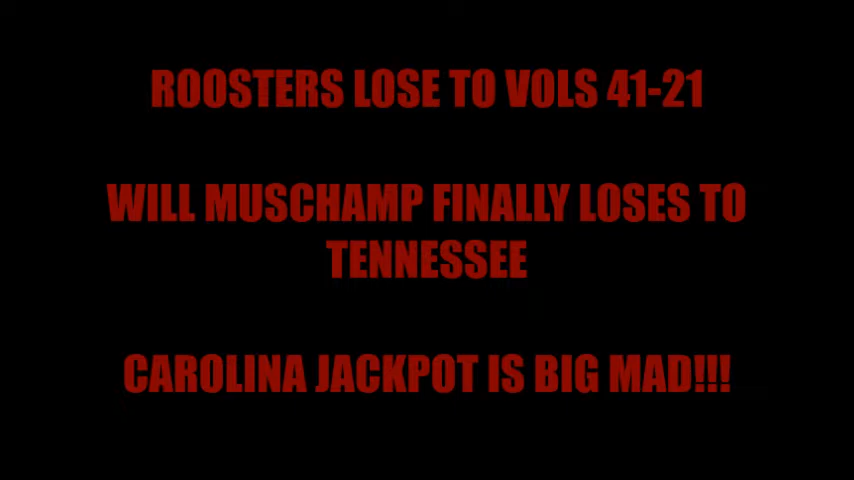 ROOSTERS LOSE TO VOLS 41-21
WILL MUSCHAMP FINALLY LOSES TO
TENNESSEE
CAROLINA JACKPOT IS BIG MAD!!!